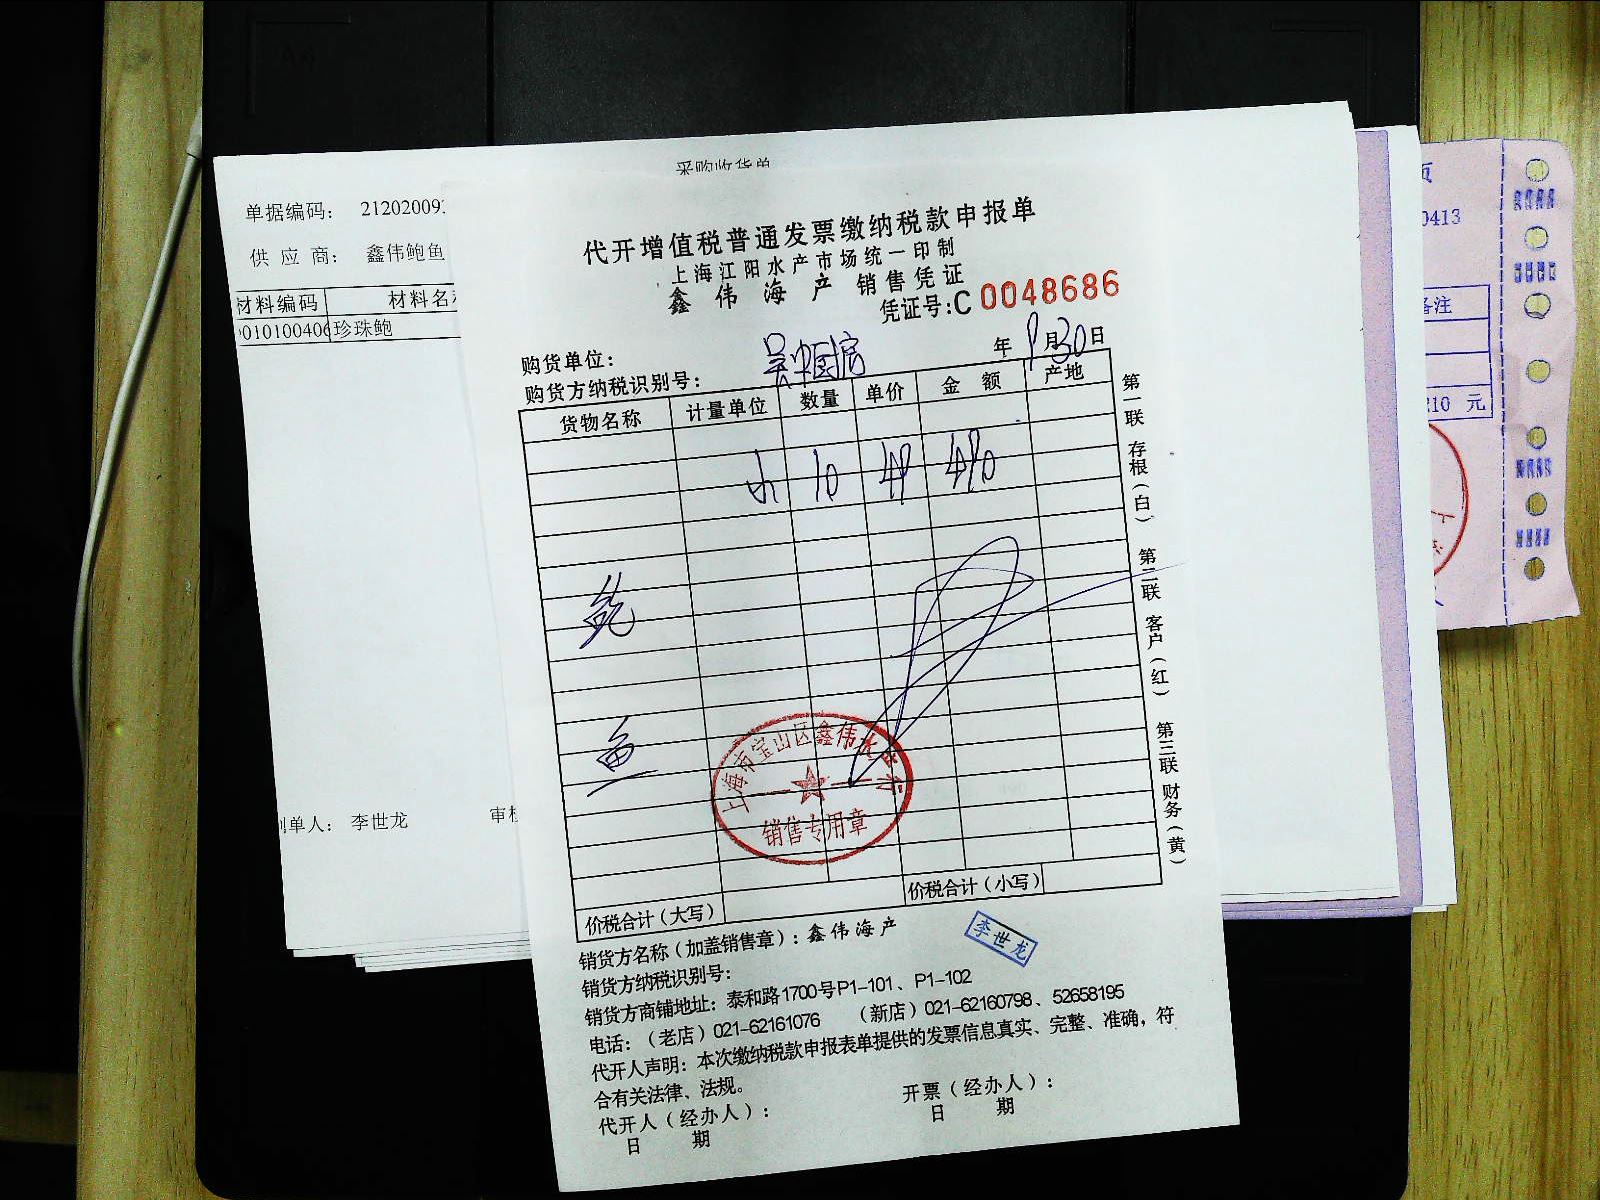 采购收货单
单据编码： 21202009
供 应 商： 鑫伟鲍鱼
材料编码 材料名
01010040 珍珠鲍
制单人： 李世龙 审
代开增值税普通发票缴纳税款申报单
上海江阳水产市场统一印制
鑫伟海产 销售凭证
凭证号:C 0048686
购货单位：
购货方纳税识别号：
年 9月30日
货物名称 计量单位 数量 单价 金额 产地
小 10
鲍
鱼
上海市宝山区鑫伟水产行
销售专用章
价税合计（大写） 价税合计（小写）
销货方名称（加盖销售章）：鑫伟海产
李世龙
销货方纳税识别号：
销货方商铺地址：泰和路1700号P1-101、P1-102
电话：（老店）021-62161076 （新店）021-62160798、52658195
代开人声明：本次缴纳税款申报表单提供的发票信息真实、完整、准确，符
合有关法律、法规。
代开人（经办人）： 开票（经办人）：
日 期 日 期
第一联 存根（白） 第二联 客户（红） 第三联 财务（黄）
页
0413
备注
210 元